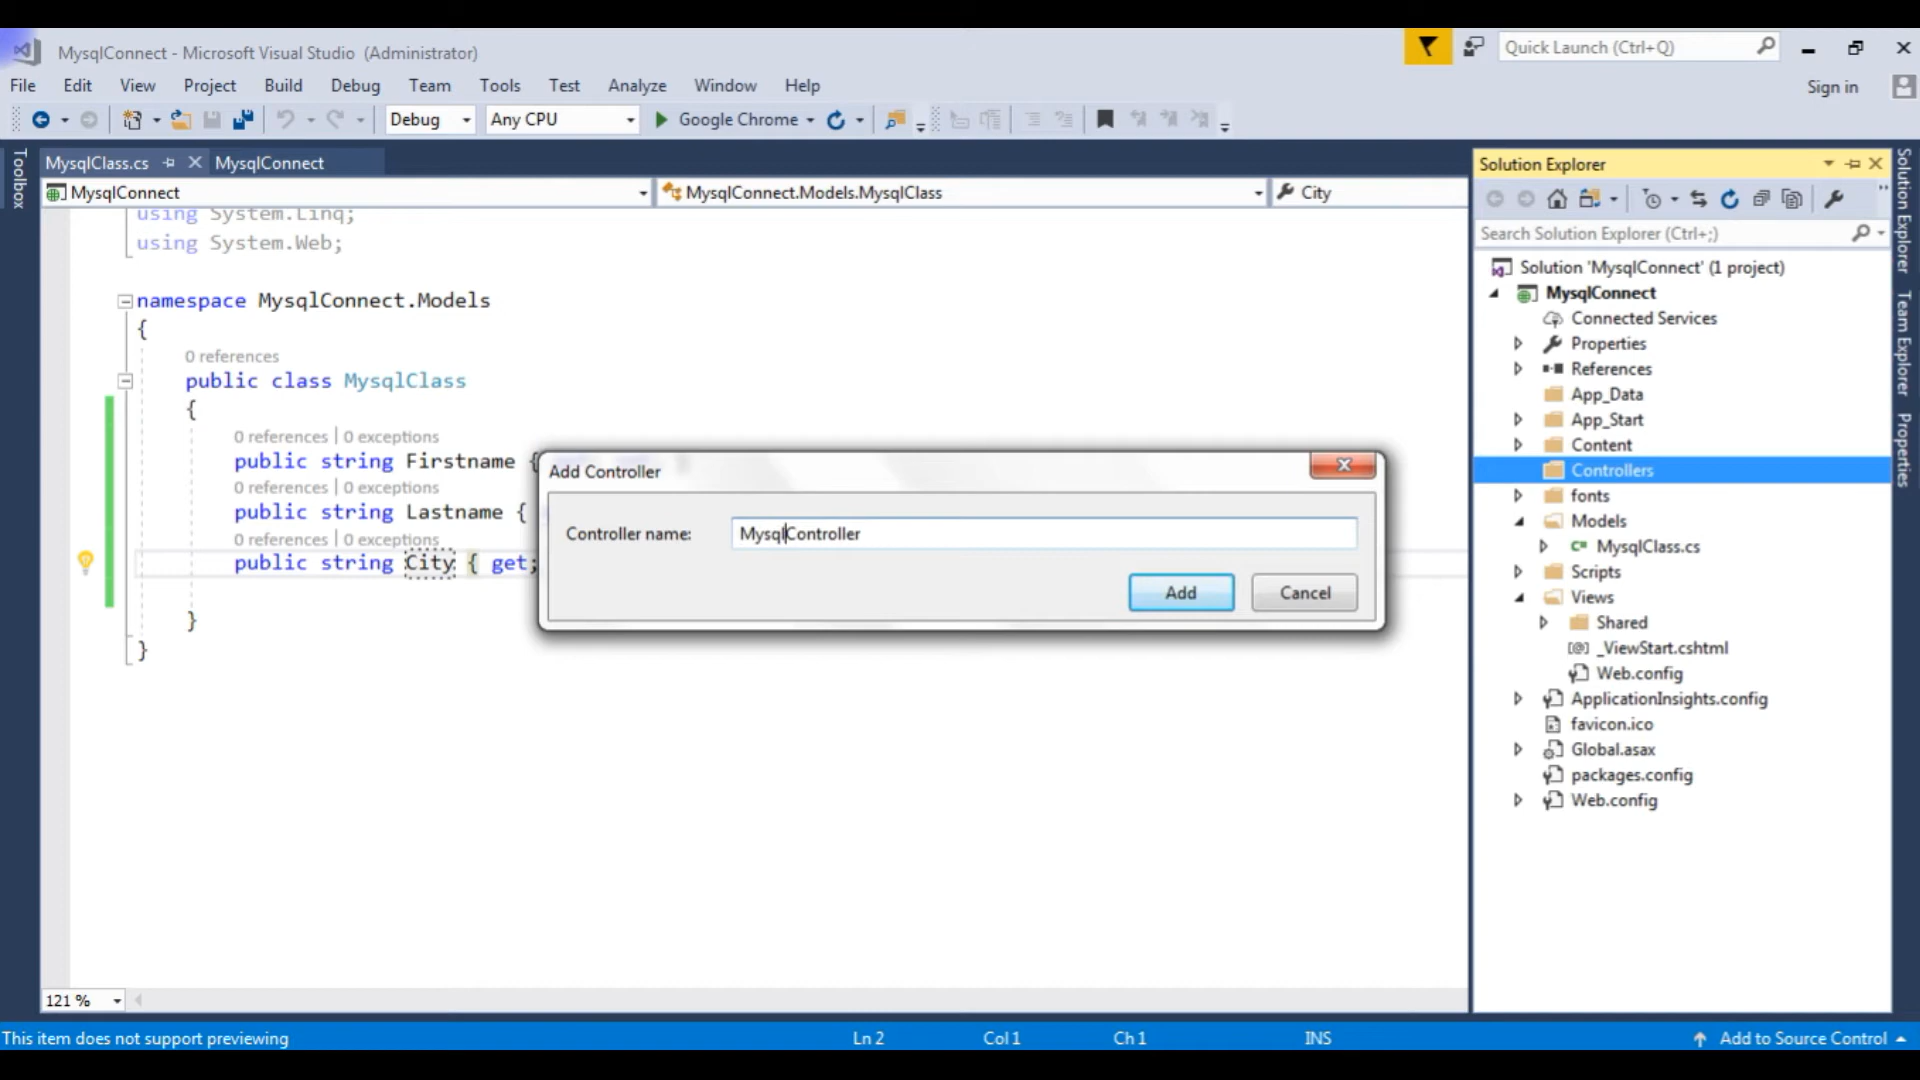 MysqlConnect - Microsoft Visual Studio (Administrator)
Quick Launch (Ctrl+Q)
File Edit View Project Build Debug Team Tools Test Analyze Window Help
Sign in
Debug Any CPU Google Chrome
Toolbox
MysqlClass.cs MysqlConnect
MysqlConnect MysqlConnect.Models.MysqlClass City
using System.Linq;
using System.Web;
namespace MysqlConnect.Models
{
0 references
public class MysqlClass
{
0 references | 0 exceptions
public string Firstname {
0 references | 0 exceptions
public string Lastname {
0 references | 0 exceptions
public string City { get;
}
}
Add Controller
Controller name: MysqlController
Add Cancel
121 %
Solution Explorer
Search Solution Explorer (Ctrl+;)
Solution 'MysqlConnect' (1 project)
MysqlConnect
Connected Services
Properties
References
App_Data
App_Start
Content
Controllers
fonts
Models
C# MysqlClass.cs
Scripts
Views
Shared
[@] _ViewStart.cshtml
Web.config
ApplicationInsights.config
favicon.ico
Global.asax
packages.config
Web.config
Solution Explorer
Team Explorer
Properties
This item does not support previewing Ln 2 Col 1 Ch 1 INS Add to Source Control